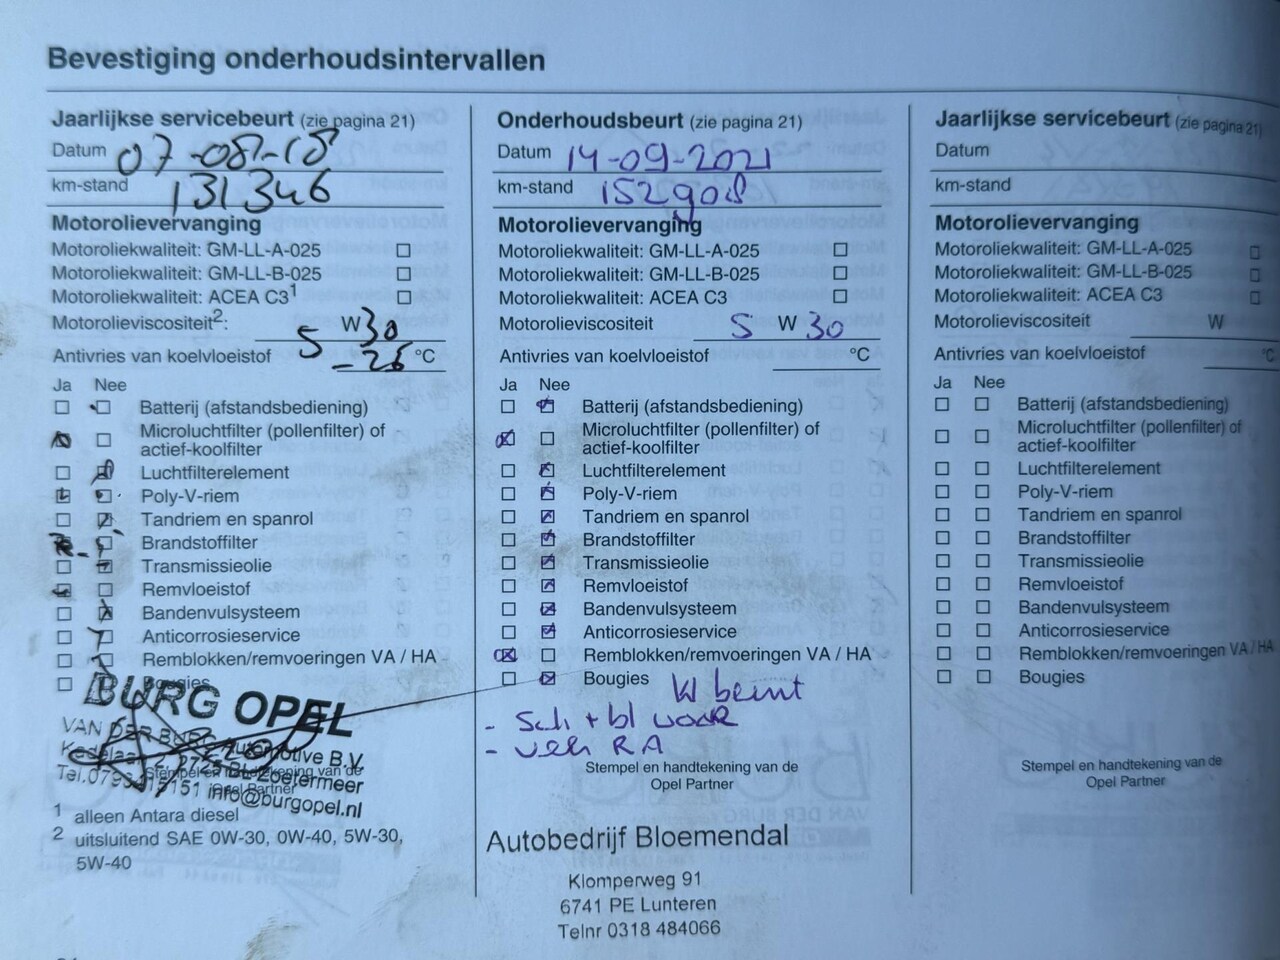 Bevestiging onderhoudsintervallen
Jaarlijkse servicebeurt (zie pagina 21)
Datum 07-08-18
km-stand 131346
Motorolievervanging
Motoroliekwaliteit: GM-LL-A-025
Motoroliekwaliteit: GM-LL-B-025
Motoroliekwaliteit: ACEA C3¹
Motorolieviscositeit²: 5 W 30
Antivries van koelvloeistof -26 °C
Ja Nee
Batterij (afstandsbediening)
Microluchtfilter (pollenfilter) of
actief-koolfilter
Luchtfilterelement
Poly-V-riem
Tandriem en spanrol
Brandstoffilter
Transmissieolie
Remvloeistof
Bandenvulsysteem
Anticorrosieservice
Remblokken/remvoeringen VA / HA
Bougies
BURG OPEL
VAN DER BURG Automotive B.V.
Zoetermeer
info@burgopel.nl
Stempel en handtekening van de
Opel Partner
1 alleen Antara diesel
2 uitsluitend SAE 0W-30, 0W-40, 5W-30,
5W-40
Onderhoudsbeurt (zie pagina 21)
Datum 14-09-2021
km-stand 152908
Motorolievervanging
Motoroliekwaliteit: GM-LL-A-025
Motoroliekwaliteit: GM-LL-B-025
Motoroliekwaliteit: ACEA C3
Motorolieviscositeit 5 W 30
Antivries van koelvloeistof °C
Ja Nee
Batterij (afstandsbediening)
Microluchtfilter (pollenfilter) of
actief-koolfilter
Luchtfilterelement
Poly-V-riem
Tandriem en spanrol
Brandstoffilter
Transmissieolie
Remvloeistof
Bandenvulsysteem
Anticorrosieservice
Remblokken/remvoeringen VA / HA
Bougies
- Sch + bl voor
- RA
Stempel en handtekening van de
Opel Partner
Autobedrijf Bloemendal
Klomperweg 91
6741 PE Lunteren
Telnr 0318 484066
Jaarlijkse servicebeurt (zie pagina 21)
Datum
km-stand
Motorolievervanging
Motoroliekwaliteit: GM-LL-A-025
Motoroliekwaliteit: GM-LL-B-025
Motoroliekwaliteit: ACEA C3
Motorolieviscositeit W
Antivries van koelvloeistof °C
Ja Nee
Batterij (afstandsbediening)
Microluchtfilter (pollenfilter) of
actief-koolfilter
Luchtfilterelement
Poly-V-riem
Tandriem en spanrol
Brandstoffilter
Transmissieolie
Remvloeistof
Bandenvulsysteem
Anticorrosieservice
Remblokken/remvoeringen VA / HA
Bougies
Stempel en handtekening van de
Opel Partner